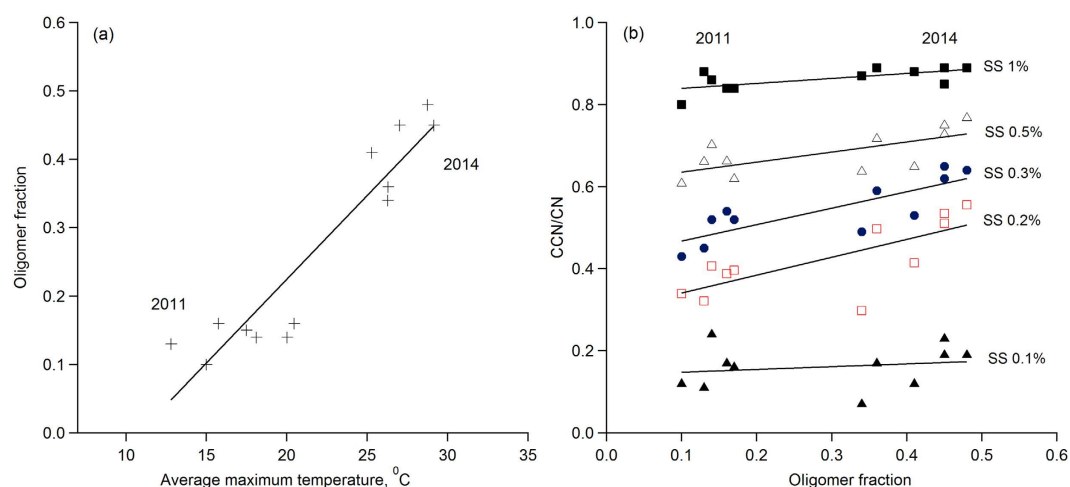 (a)
0.6
0.5
0.4
0.3
0.2
0.1
0.0
Oligomer fraction
2011
2014
10
15
20
25
30
35
Average maximum temperature, ⁰C
(b)
1.0
0.8
0.6
0.4
0.2
0.0
CCN/CN
2011
2014
SS 1%
SS 0.5%
SS 0.3%
SS 0.2%
SS 0.1%
0.0
0.1
0.2
0.3
0.4
0.5
0.6
Oligomer fraction